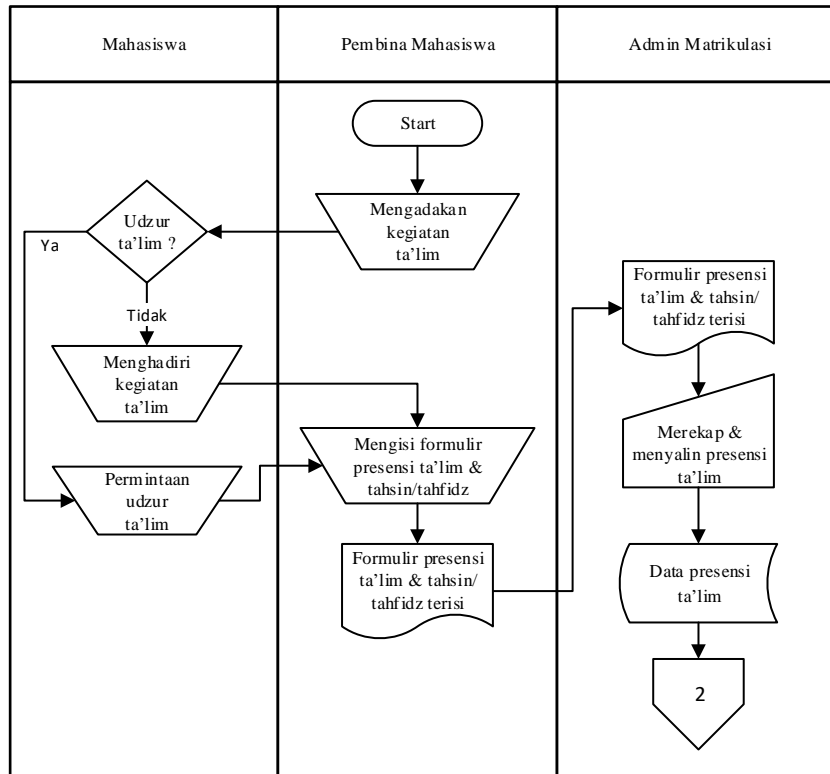 Mahasiswa
Pembina Mahasiswa
Admin Matrikulasi
Start
Mengadakan
kegiatan
ta’lim
Udzur
ta’lim ?
Ya
Tidak
Menghadiri
kegiatan
ta’lim
Permintaan
udzur
ta’lim
Mengisi formulir
presensi ta’lim &
tahsin/tahfidz
Formulir presensi
ta’lim & tahsin/
tahfidz terisi
Formulir presensi
ta’lim & tahsin/
tahfidz terisi
Merekap &
menyalin presensi
ta’lim
Data presensi
ta’lim
2